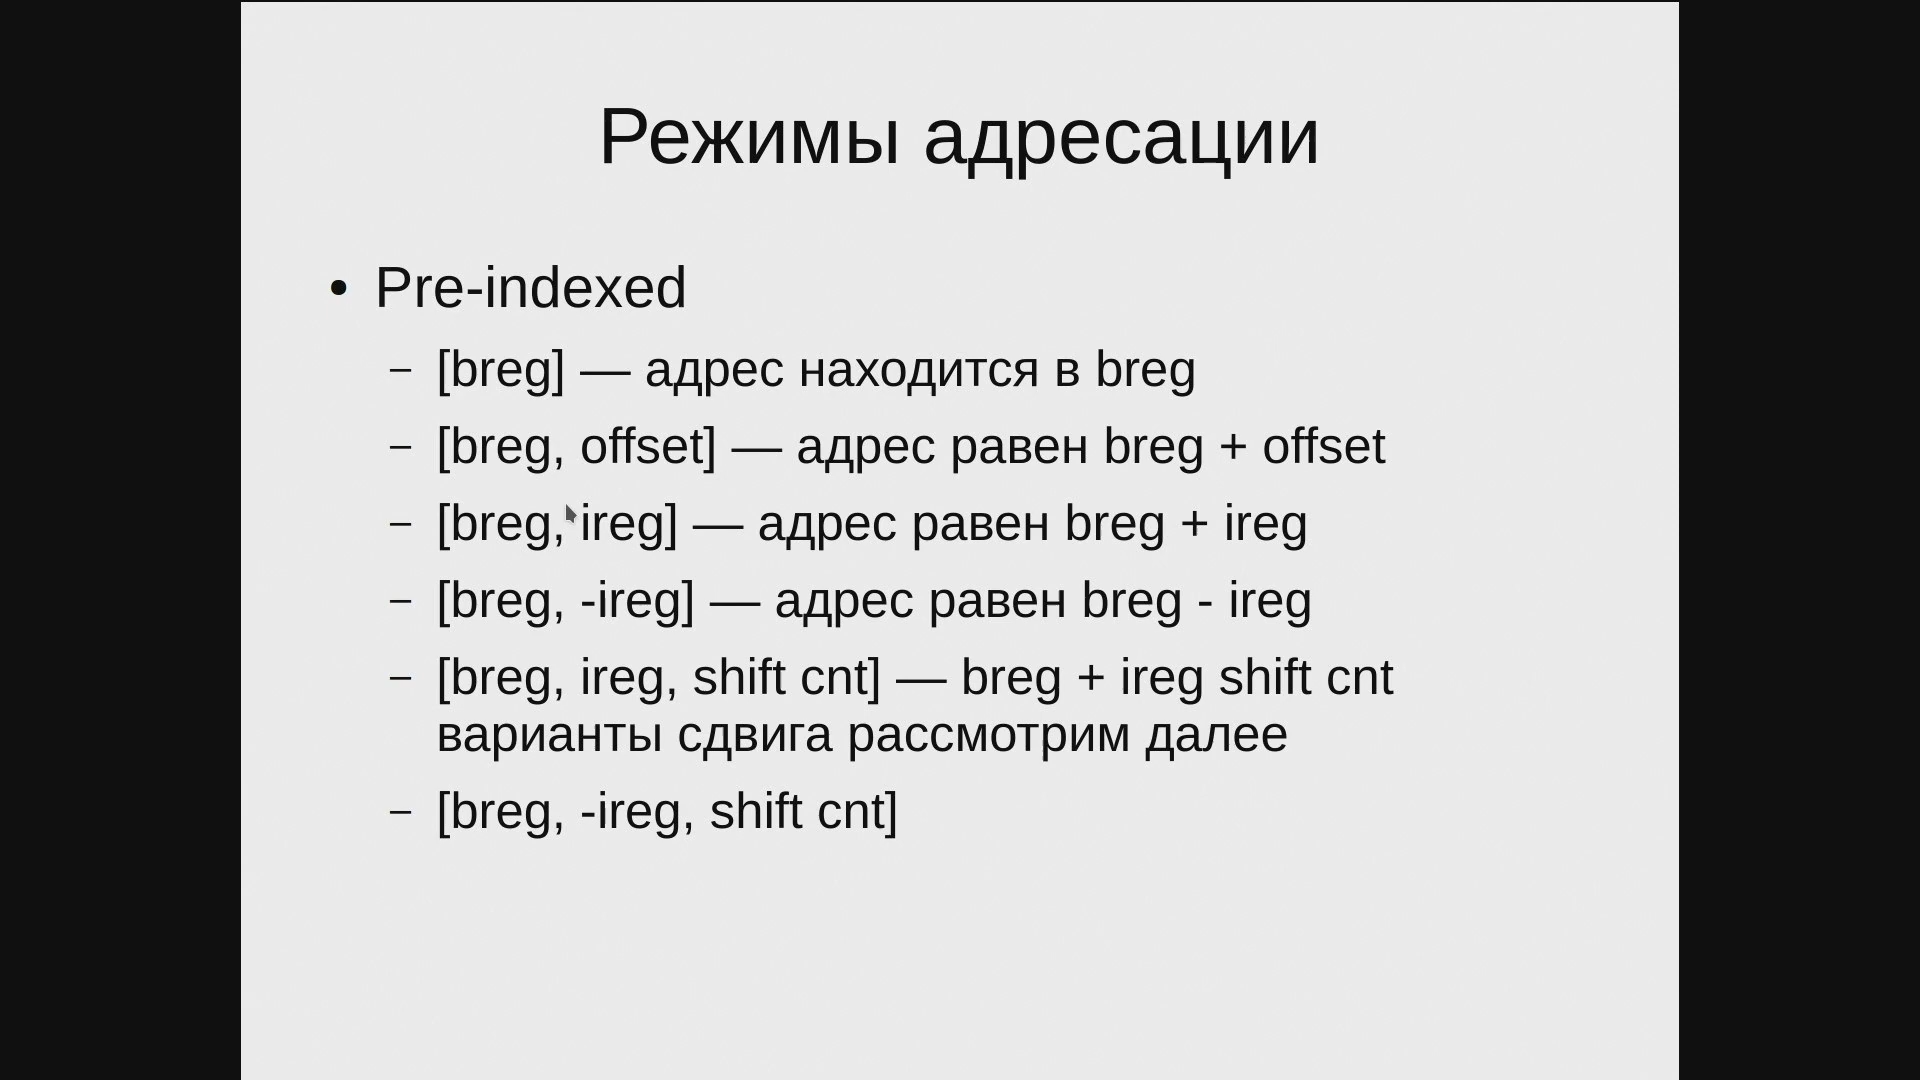 Режимы адресации
• Pre-indexed
– [breg] — адрес находится в breg
– [breg, offset] — адрес равен breg + offset
– [breg, ireg] — адрес равен breg + ireg
– [breg, -ireg] — адрес равен breg - ireg
– [breg, ireg, shift cnt] — breg + ireg shift cnt
варианты сдвига рассмотрим далее
– [breg, -ireg, shift cnt]